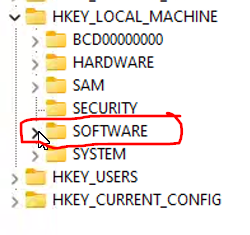 HKEY_LOCAL_MACHINE
BCD00000000
HARDWARE
SAM
SECURITY
SOFTWARE
SYSTEM
HKEY_USERS
HKEY_CURRENT_CONFIG